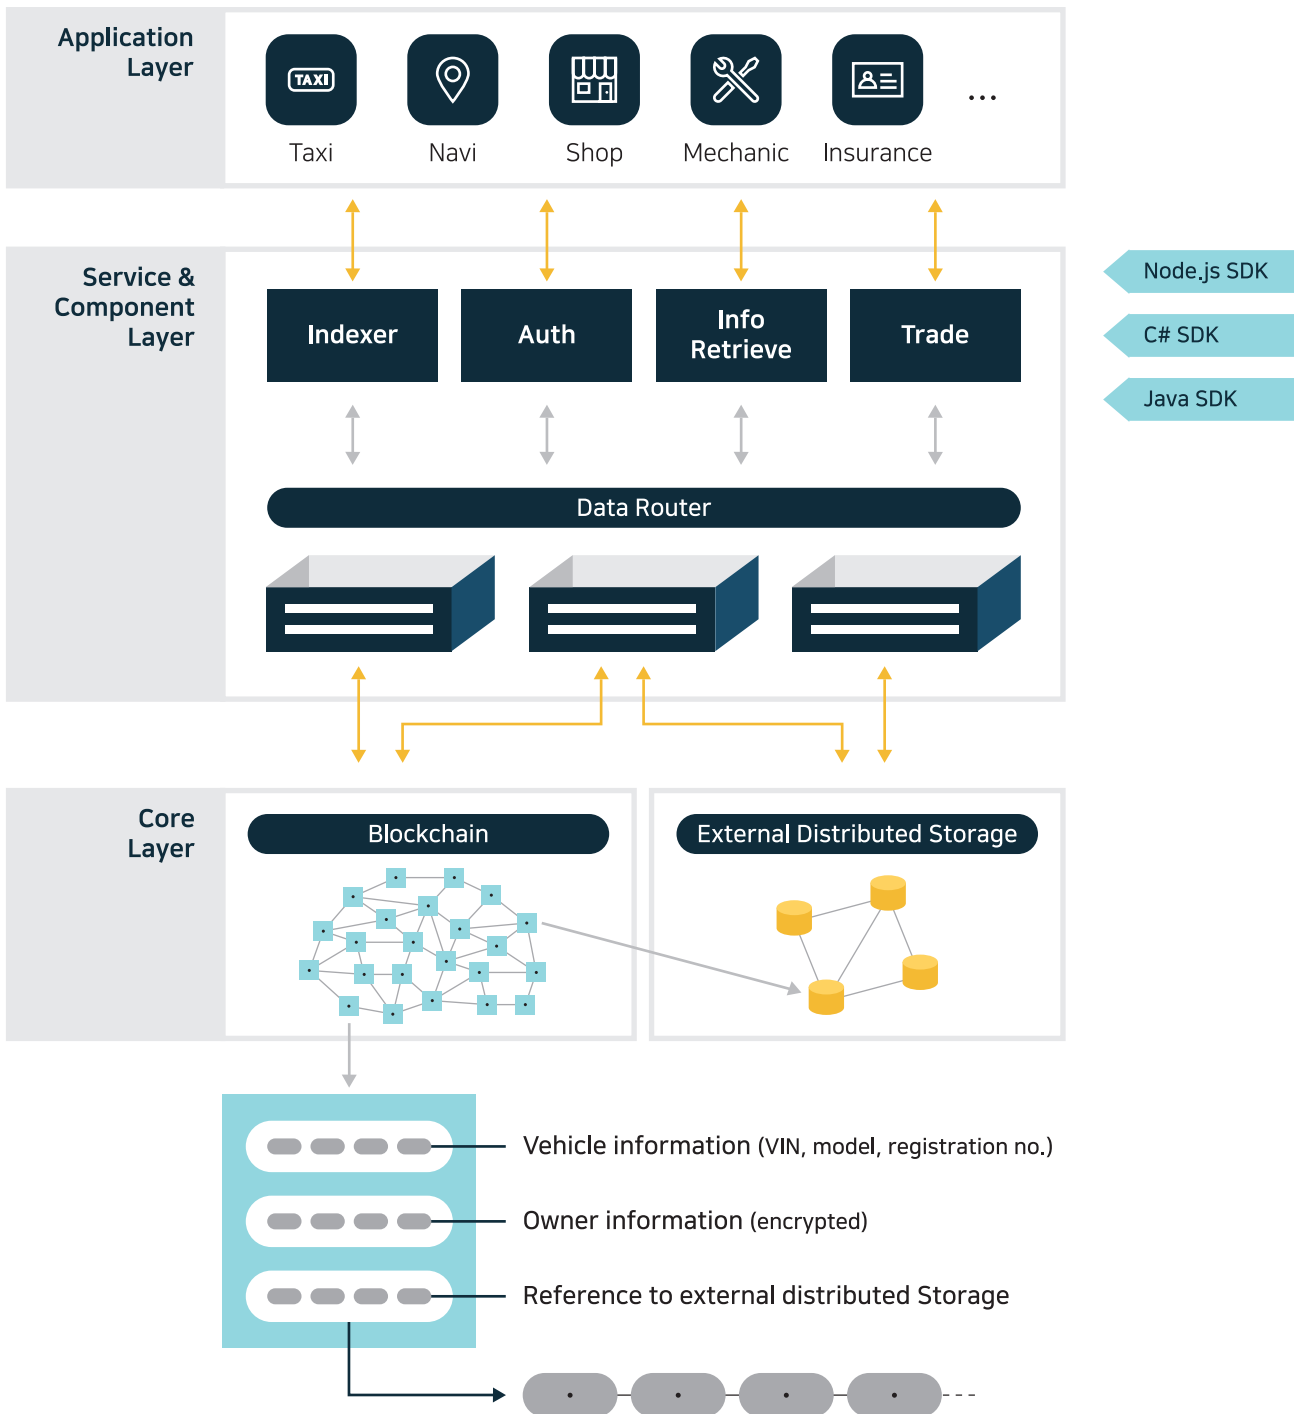 Application
Layer
TAXI
Taxi
Navi
Shop
Mechanic
Insurance
...
Service &
Component
Layer
Indexer
Auth
Info
Retrieve
Trade
Node.js SDK
C# SDK
Java SDK
Data Router
Core
Layer
Blockchain
External Distributed Storage
Vehicle information (VIN, model, registration no.)
Owner information (encrypted)
Reference to external distributed Storage